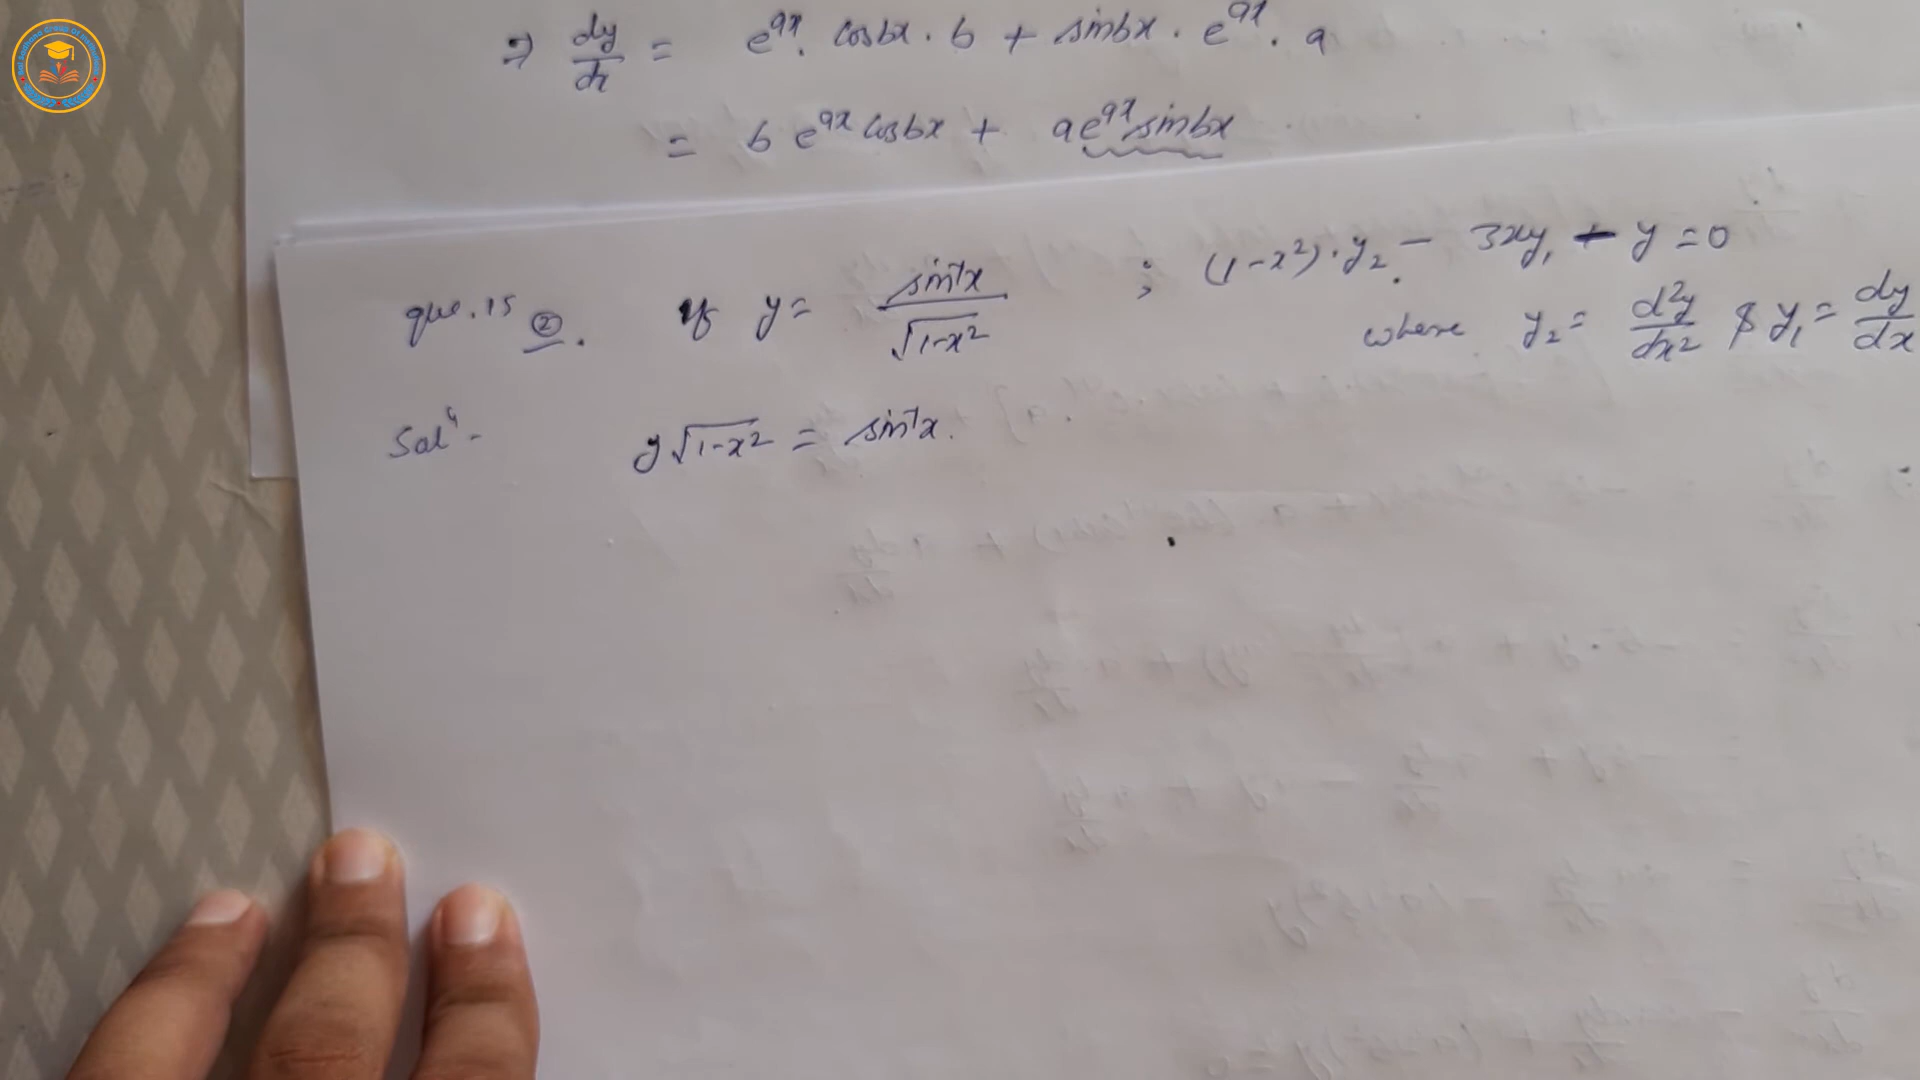 ⇒ dy/dx = e^ax . cosbx . b + sinbx . e^ax . a
= b e^ax cosbx + a e^ax sinbx
que. 15 ②. If y = sin⁻¹x / √1-x² ; (1-x²).y₂ - 3xy₁ - y = 0
where y₂ = d²y/dx² & y₁ = dy/dx
Solⁿ - y√1-x² = sin⁻¹x.